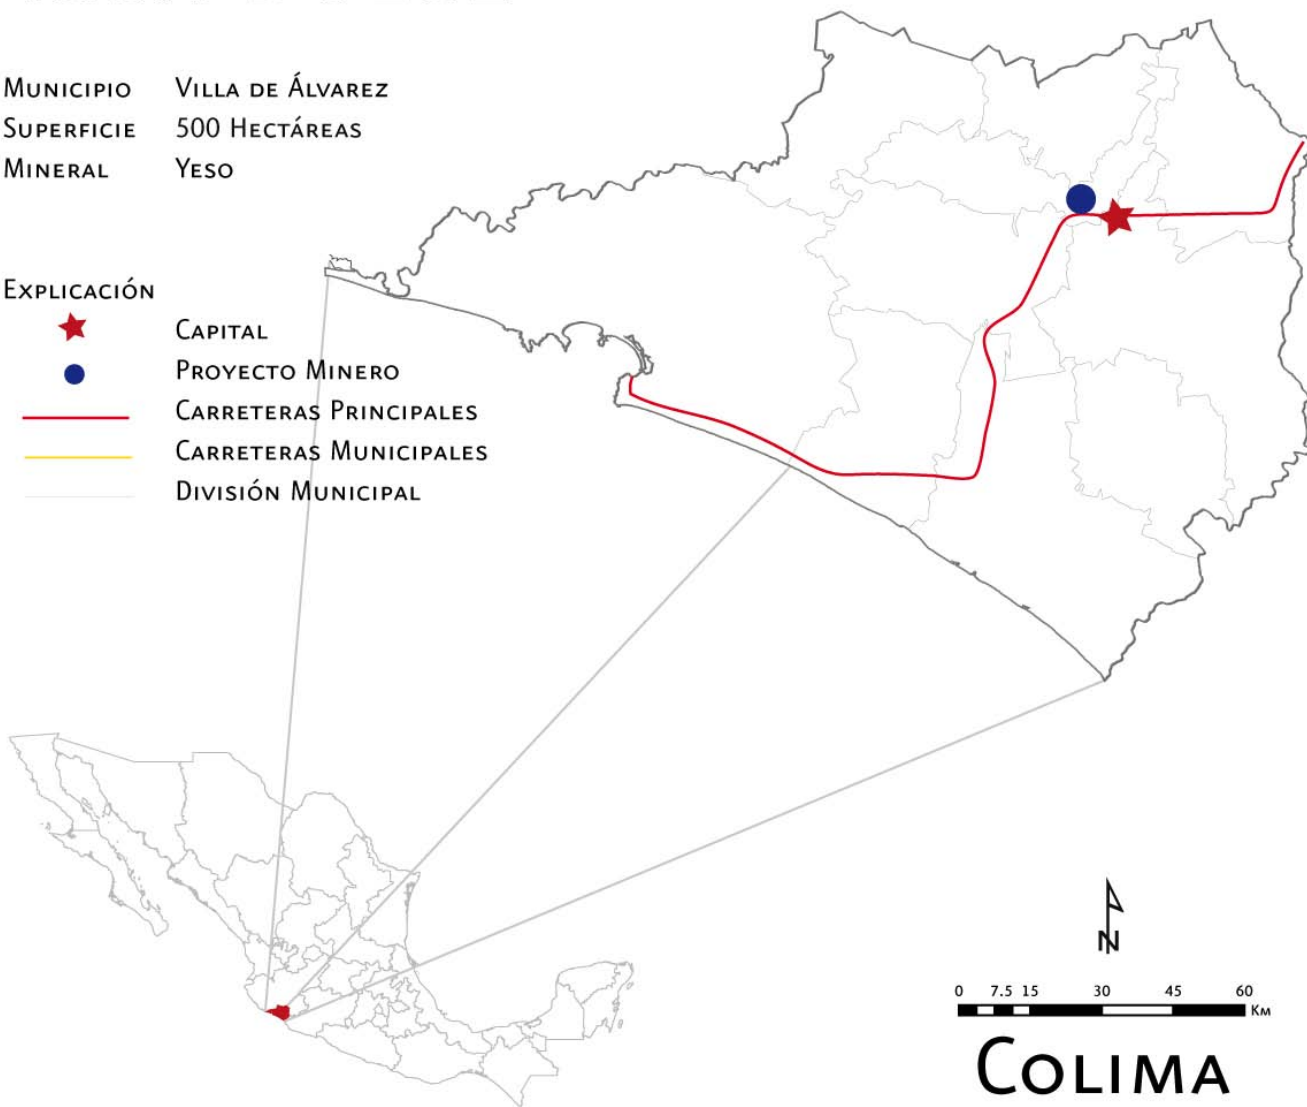 Municipio Villa de Álvarez
Superficie 500 Hectáreas
Mineral Yeso
Explicación
Capital
Proyecto Minero
Carreteras Principales
Carreteras Municipales
División Municipal
N
0 7.5 15 30 45 60
Km
Colima